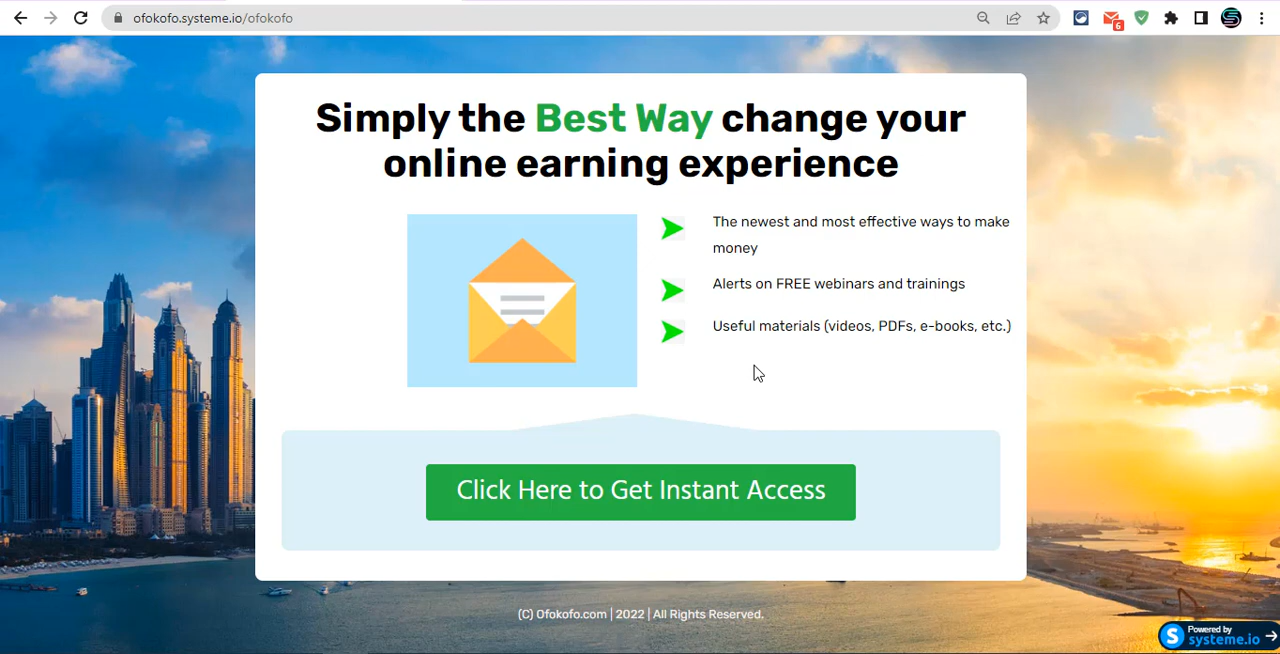 ofokofo.systeme.io/ofokofo
6
Simply the Best Way change your
online earning experience
The newest and most effective ways to make
money
Alerts on FREE webinars and trainings
Useful materials (videos, PDFs, e-books, etc.)
Click Here to Get Instant Access
(C) Ofokofo.com | 2022 | All Rights Reserved.
S
Powered by
systeme.io